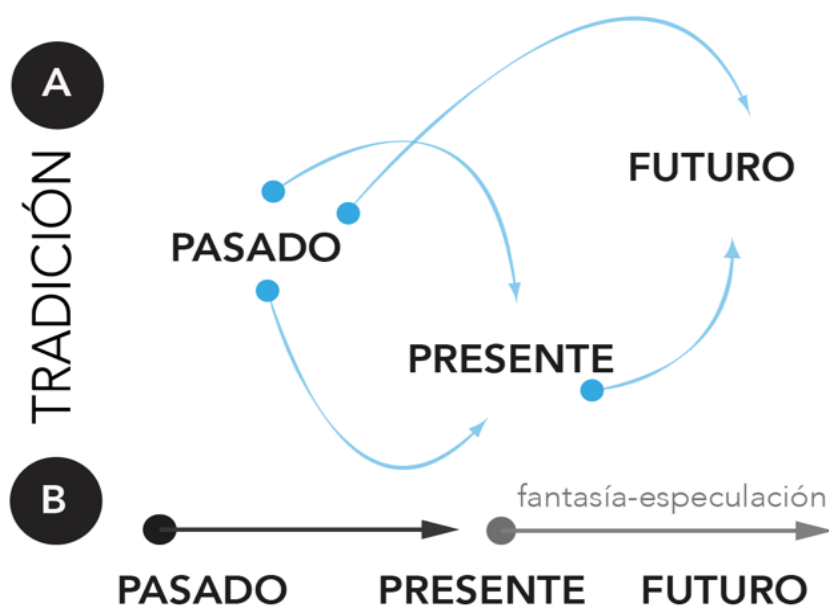 A
TRADICIÓN
FUTURO
PASADO
PRESENTE
B
fantasía-especulación
PASADO
PRESENTE
FUTURO